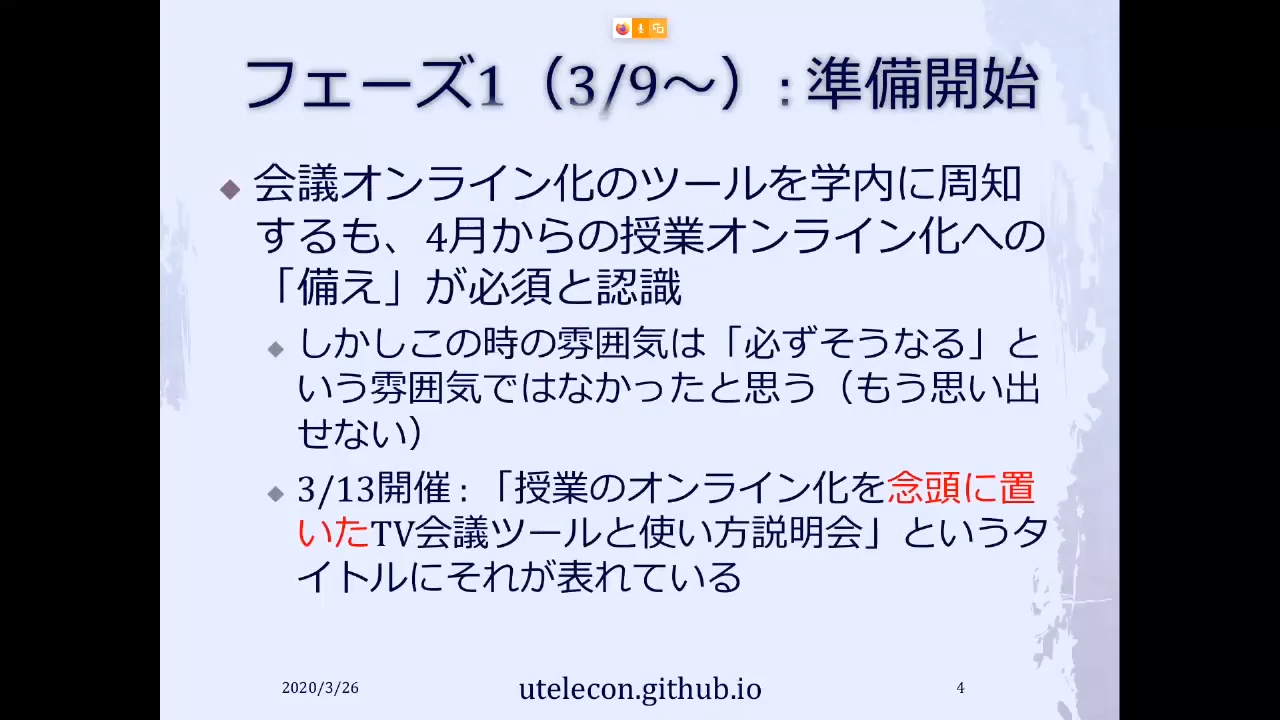 フェーズ1（3/9～）: 準備開始
会議オンライン化のツールを学内に周知
するも、4月からの授業オンライン化への
「備え」が必須と認識
しかしこの時の雰囲気は「必ずそうなる」と
いう雰囲気ではなかったと思う（もう思い出
せない）
3/13開催 : 「授業のオンライン化を念頭に置
いたTV会議ツールと使い方説明会」というタ
イトルにそれが表れている
2020/3/26
utelecon.github.io
4